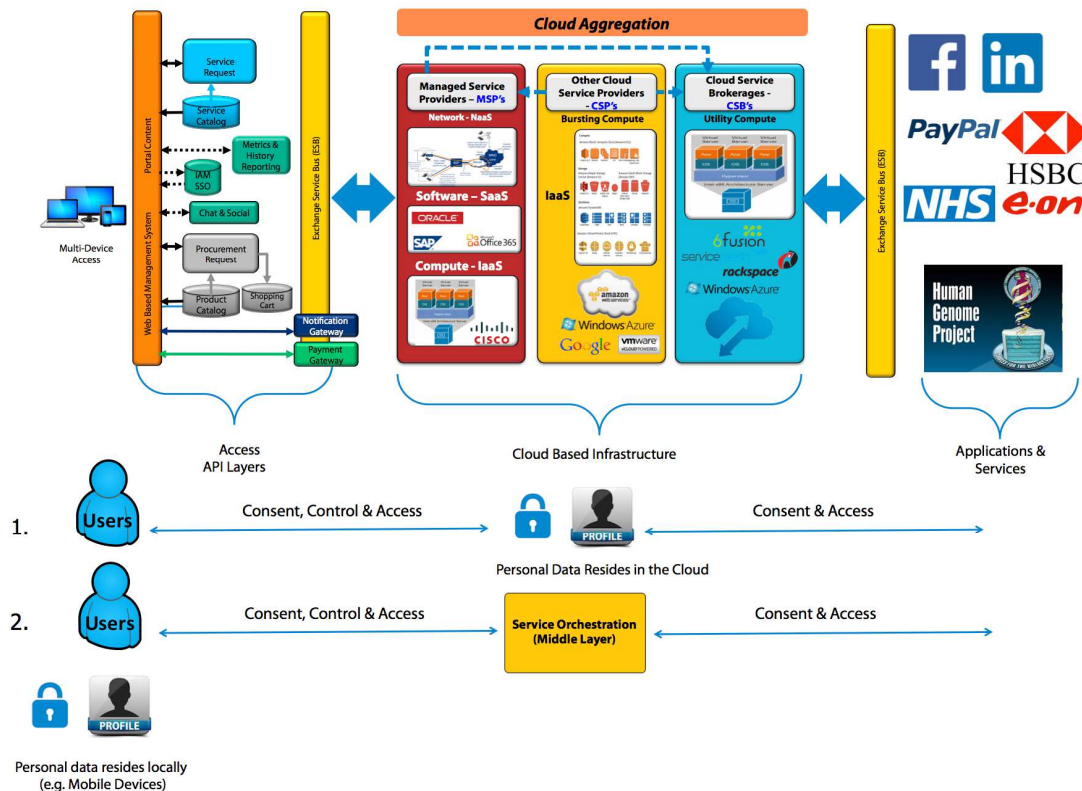 Cloud Aggregation
Portal Content
Web Based Management System
Service
Request
Service
Catalog
Metrics &
History
Reporting
IAM
SSO
Chat & Social
Procurement
Request
Product
Catalog
Shopping
Cart
Notification
Gateway
Payment
Gateway
Exchange Service Bus (ESB)
Multi-Device
Access
Managed Service
Providers – MSP's
Network - NaaS
Software – SaaS
ORACLE
SAP
Microsoft
Office 365
Compute - IaaS
CISCO
Other Cloud
Service Providers
- CSP's
Bursting Compute
IaaS
amazon
webservices
Windows Azure
Google
vmware
vCLOUD POWERED
Cloud Service
Brokerages -
CSB's
Utility Compute
6fusion
service
rackspace
Windows Azure
Exchange Service Bus (ESB)
f
in
PayPal
HSBC
NHS
e·on
Human
Genome
Project
Access
API Layers
Cloud Based Infrastructure
Applications &
Services
1.
Users
Consent, Control & Access
PROFILE
Consent & Access
Personal Data Resides in the Cloud
2.
Users
Consent, Control & Access
Service Orchestration
(Middle Layer)
Consent & Access
PROFILE
Personal data resides locally
(e.g. Mobile Devices)